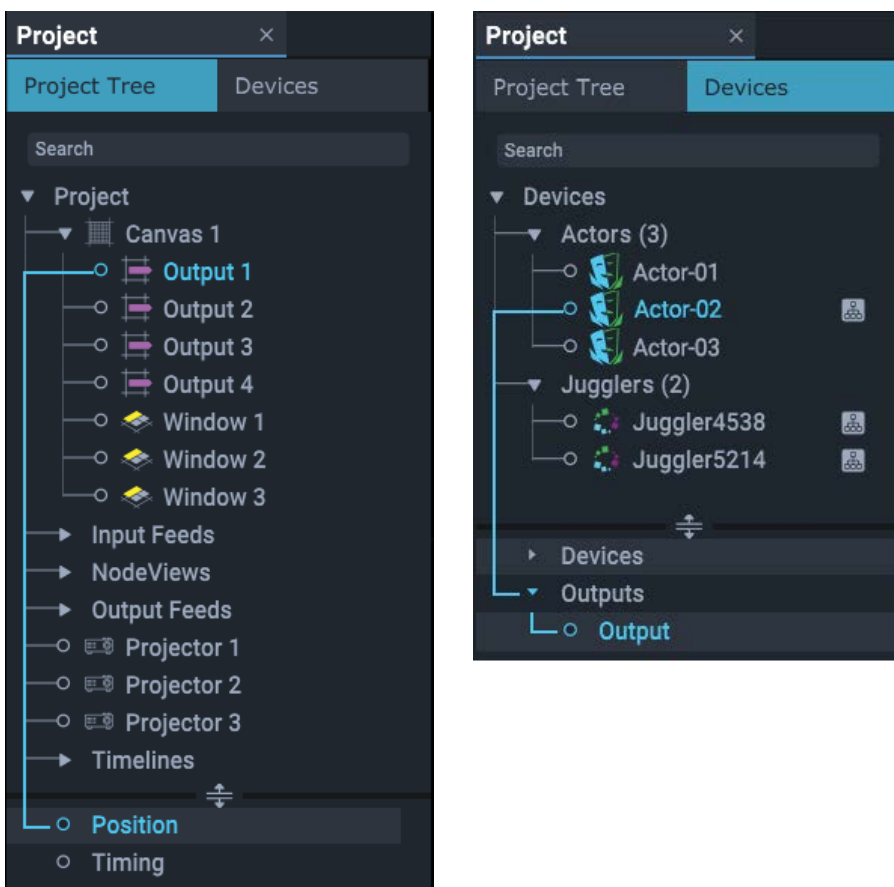 Project
Project Tree Devices
Search
Project
Canvas 1
Output 1
Output 2
Output 3
Output 4
Window 1
Window 2
Window 3
Input Feeds
NodeViews
Output Feeds
Projector 1
Projector 2
Projector 3
Timelines
Position
Timing
Project
Project Tree Devices
Search
Devices
Actors (3)
Actor-01
Actor-02
Actor-03
Jugglers (2)
Juggler4538
Juggler5214
Devices
Outputs
Output